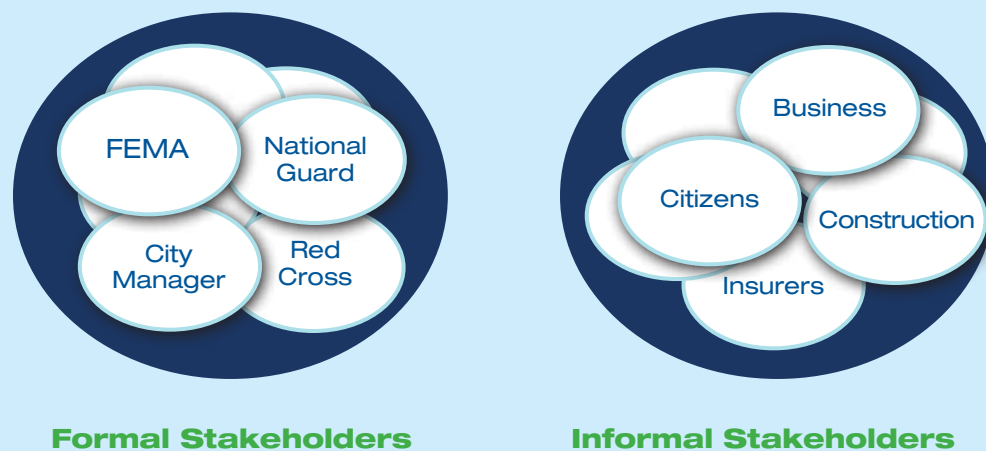 FEMA
National
Guard
City
Manager
Red
Cross
Formal Stakeholders
Business
Citizens
Construction
Insurers
Informal Stakeholders